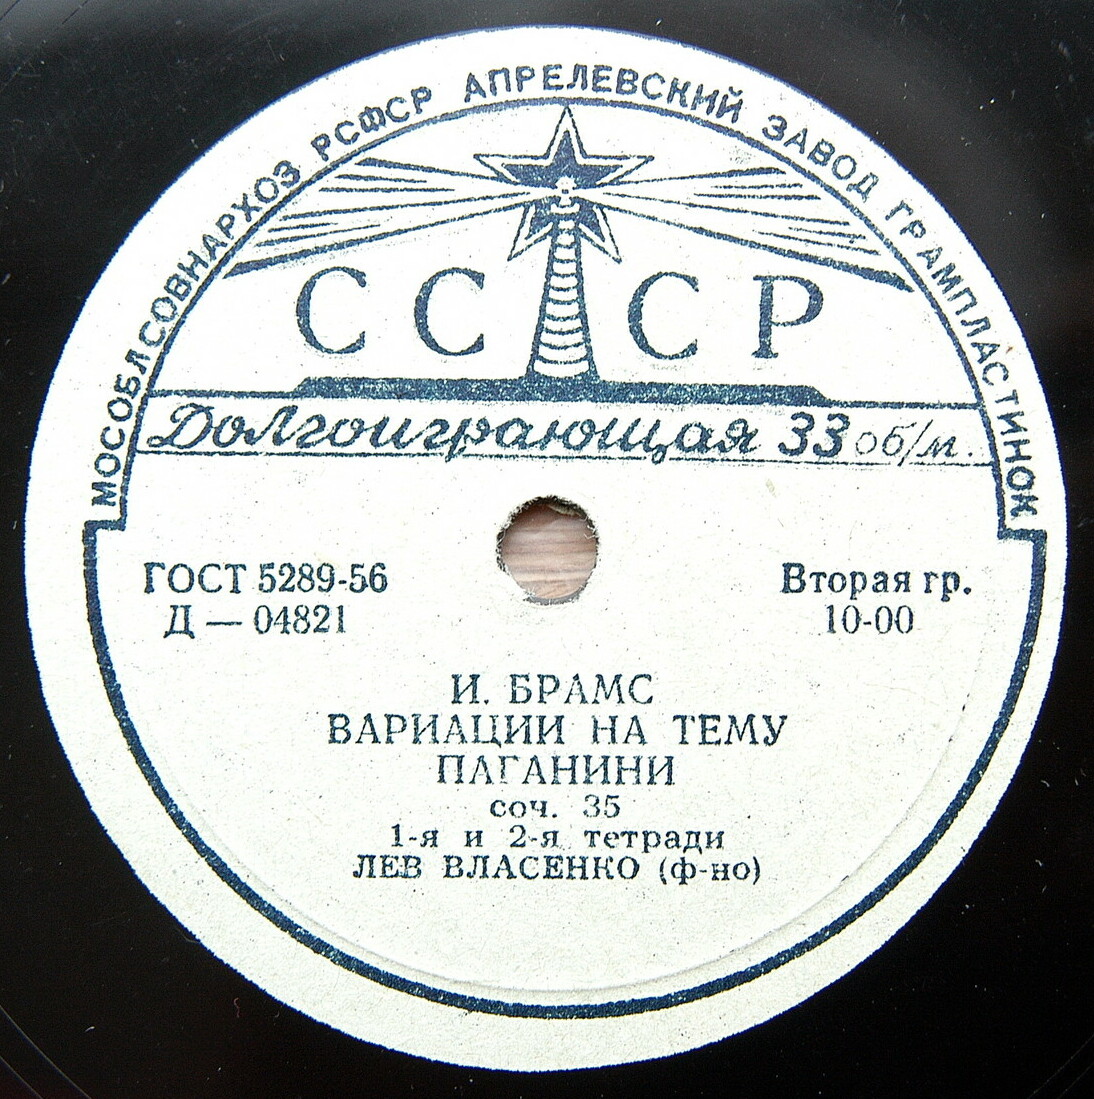 МОСОБЛСОВНАРХОЗ РСФСР АПРЕЛЕВСКИЙ ЗАВОД ГРАМПЛАСТИНОК
СССР
Долгоиграющая 33 об/м.
ГОСТ 5289-56
Д — 04821
Вторая гр.
10-00
И. БРАМС
ВАРИАЦИИ НА ТЕМУ
ПАГАНИНИ
соч. 35
1-я и 2-я тетради
ЛЕВ ВЛАСЕНКО (ф-но)